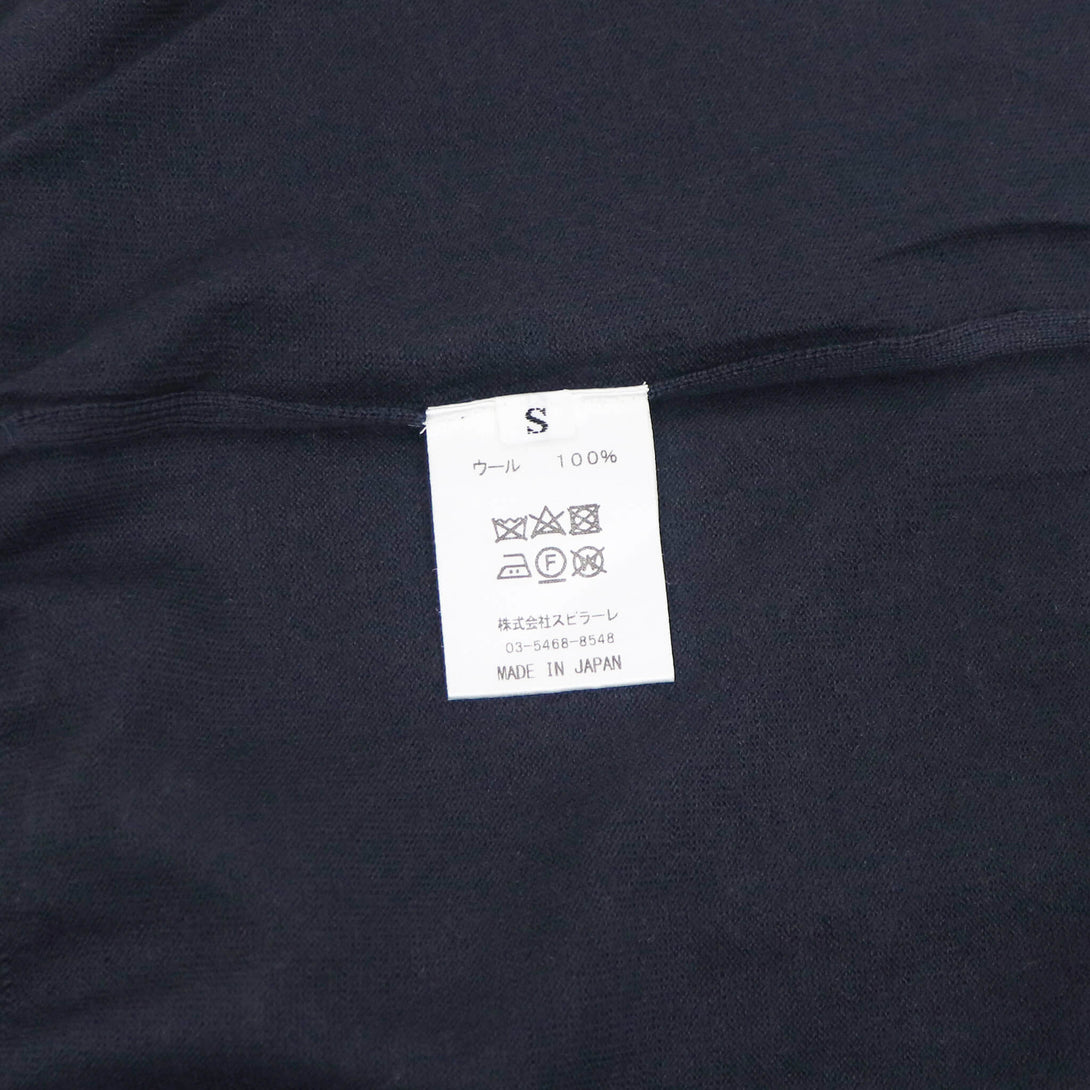 S
ウール 100%
F
W
株式会社スピラーレ
03-5468-8548
MADE IN JAPAN